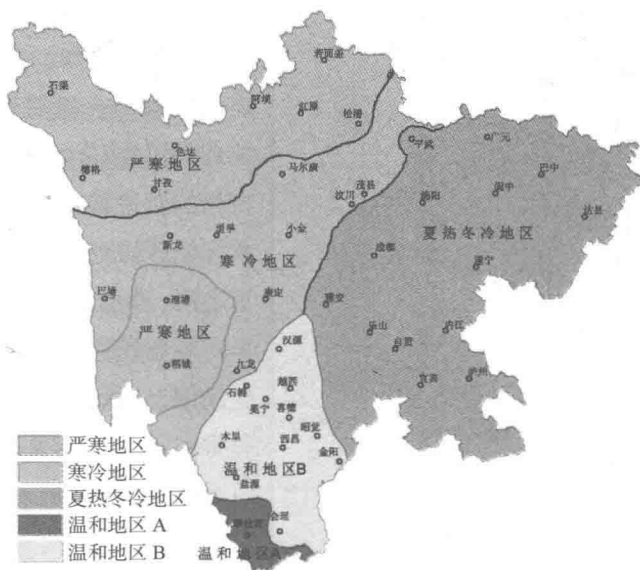 若尔盖
石渠
阿坝
红原
松潘
色达
平武
广元
严寒地区
马尔康
巴中
德格
甘孜
茂县
阆中
汶川
绵阳
达县
新龙
道孚
小金
夏热冬冷地区
寒冷地区
成都
遂宁
巴塘
理塘
康定
雅安
严寒地区
乐山
内江
汉源
自贡
稻城
九龙
石棉
越西
宜宾
泸州
冕宁
喜德
昭觉
木里
西昌
金阳
温和地区B
盐源
会理
温和地区A
严寒地区
寒冷地区
夏热冬冷地区
温和地区 A
温和地区 B